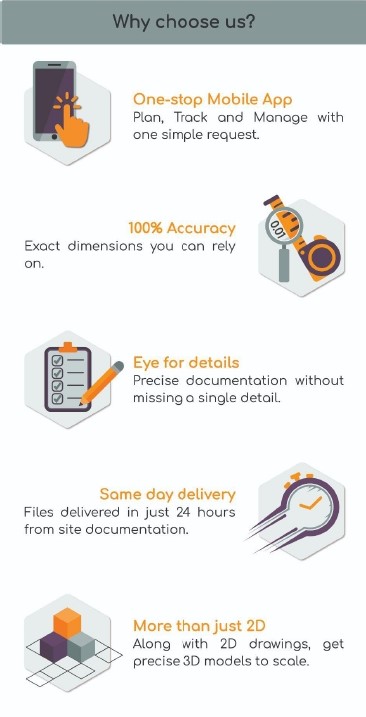 Why choose us?
One-stop Mobile App
Plan, Track and Manage with
one simple request.
100% Accuracy
Exact dimensions you can rely
on.
0.01
Eye for details
Precise documentation without
missing a single detail.
Same day delivery
Files delivered in just 24 hours
from site documentation.
More than just 2D
Along with 2D drawings, get
precise 3D models to scale.